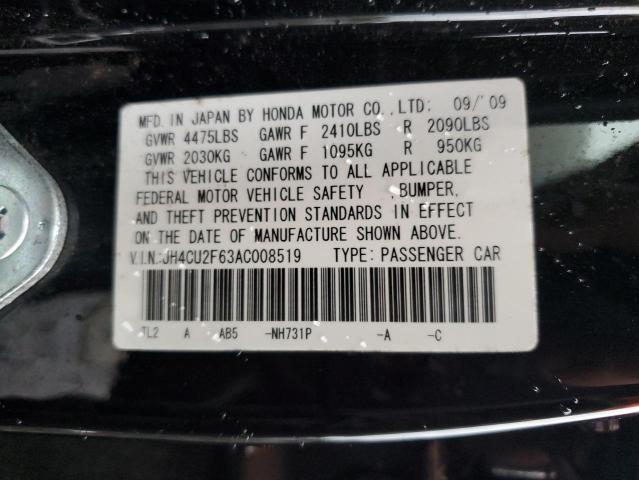 MFD. IN JAPAN BY HONDA MOTOR CO., LTD: 09/'09
GVWR 4475LBS GAWR F 2410LBS R 2090LBS
GVWR 2030KG GAWR F 1095KG R 950KG
THIS VEHICLE CONFORMS TO ALL APPLICABLE
FEDERAL MOTOR VEHICLE SAFETY ,BUMPER,
AND THEFT PREVENTION STANDARDS IN EFFECT
ON THE DATE OF MANUFACTURE SHOWN ABOVE.
V.I.N.:JH4CU2F63AC008519 TYPE: PASSENGER CAR
TL2 A AB5 -NH731P -A -C